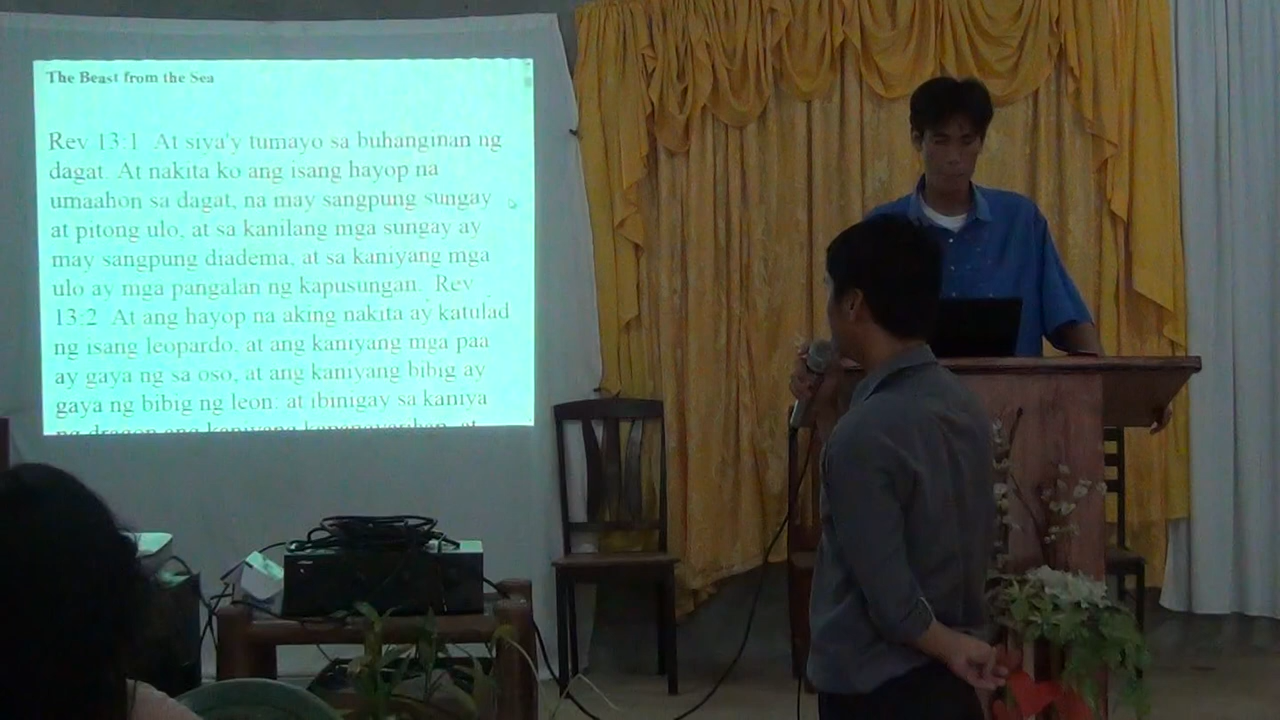 The Beast from the Sea
Rev 13:1 At siya'y tumayo sa buhanginan ng
dagat. At nakita ko ang isang hayop na
umaahon sa dagat, na may sangpung sungay
at pitong ulo, at sa kanilang mga sungay ay
may sangpung diadema, at sa kaniyang mga
ulo ay mga pangalan ng kapusungan. Rev
13:2 At ang hayop na aking nakita ay katulad
ng isang leopardo, at ang kaniyang mga paa
ay gaya ng sa oso, at ang kaniyang bibig ay
gaya ng bibig ng leon: at ibinigay sa kaniya